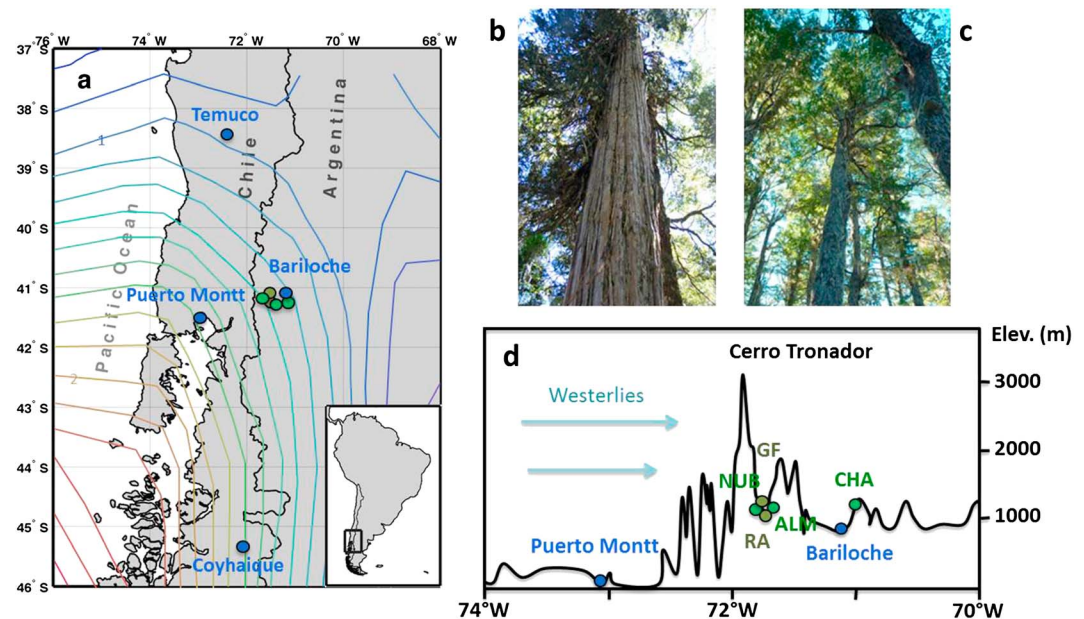 -76° W
74° W
72° W
70° W
68° W
37° S
38° S
39° S
40° S
41° S
42° S
43° S
44° S
45° S
46° S
a
Temuco
Chile
Argentina
Pacific Ocean
1
2
Bariloche
Puerto Montt
Coyhaique
b
c
d
Cerro Tronador
Elev. (m)
3000
2000
1000
Westerlies
GF
NUB
CHA
ALM
RA
Puerto Montt
Bariloche
74°W
72°W
70°W